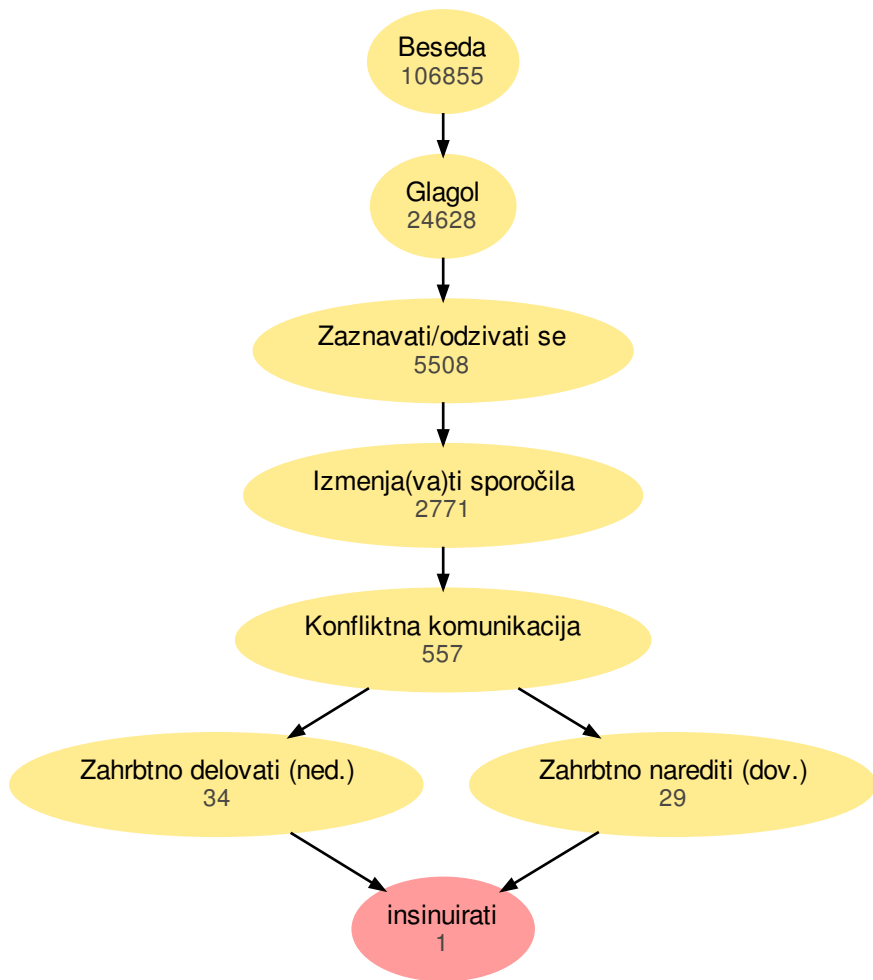 Beseda
106855
Glagol
24628
Zaznavati/odzivati se
5508
Izmenja(va)ti sporočila
2771
Konfliktna komunikacija
557
Zahrbtno delovati (ned.)
34
Zahrbtno narediti (dov.)
29
insinuirati
1